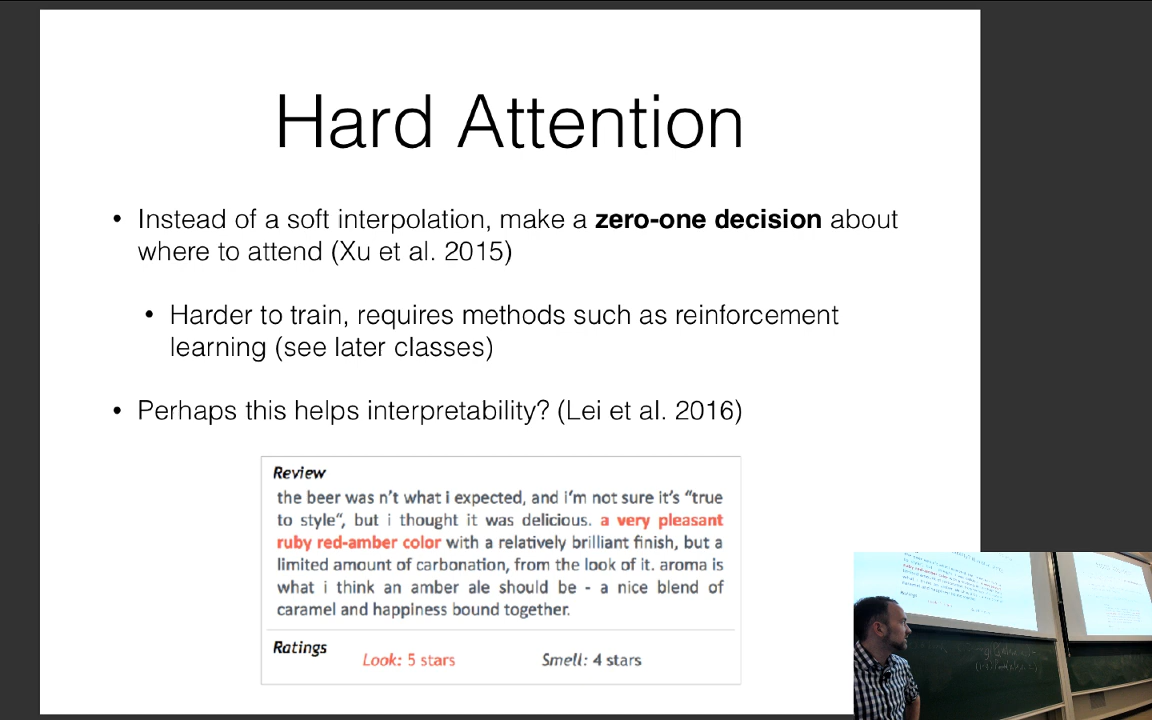 Hard Attention
• Instead of a soft interpolation, make a zero-one decision about
where to attend (Xu et al. 2015)
• Harder to train, requires methods such as reinforcement
learning (see later classes)
• Perhaps this helps interpretability? (Lei et al. 2016)
Review
the beer was n't what i expected, and i'm not sure it's "true
to style", but i thought it was delicious. a very pleasant
ruby red-amber color with a relatively brilliant finish, but a
limited amount of carbonation, from the look of it. aroma is
what i think an amber ale should be - a nice blend of
caramel and happiness bound together.
Ratings
Look: 5 stars Smell: 4 stars